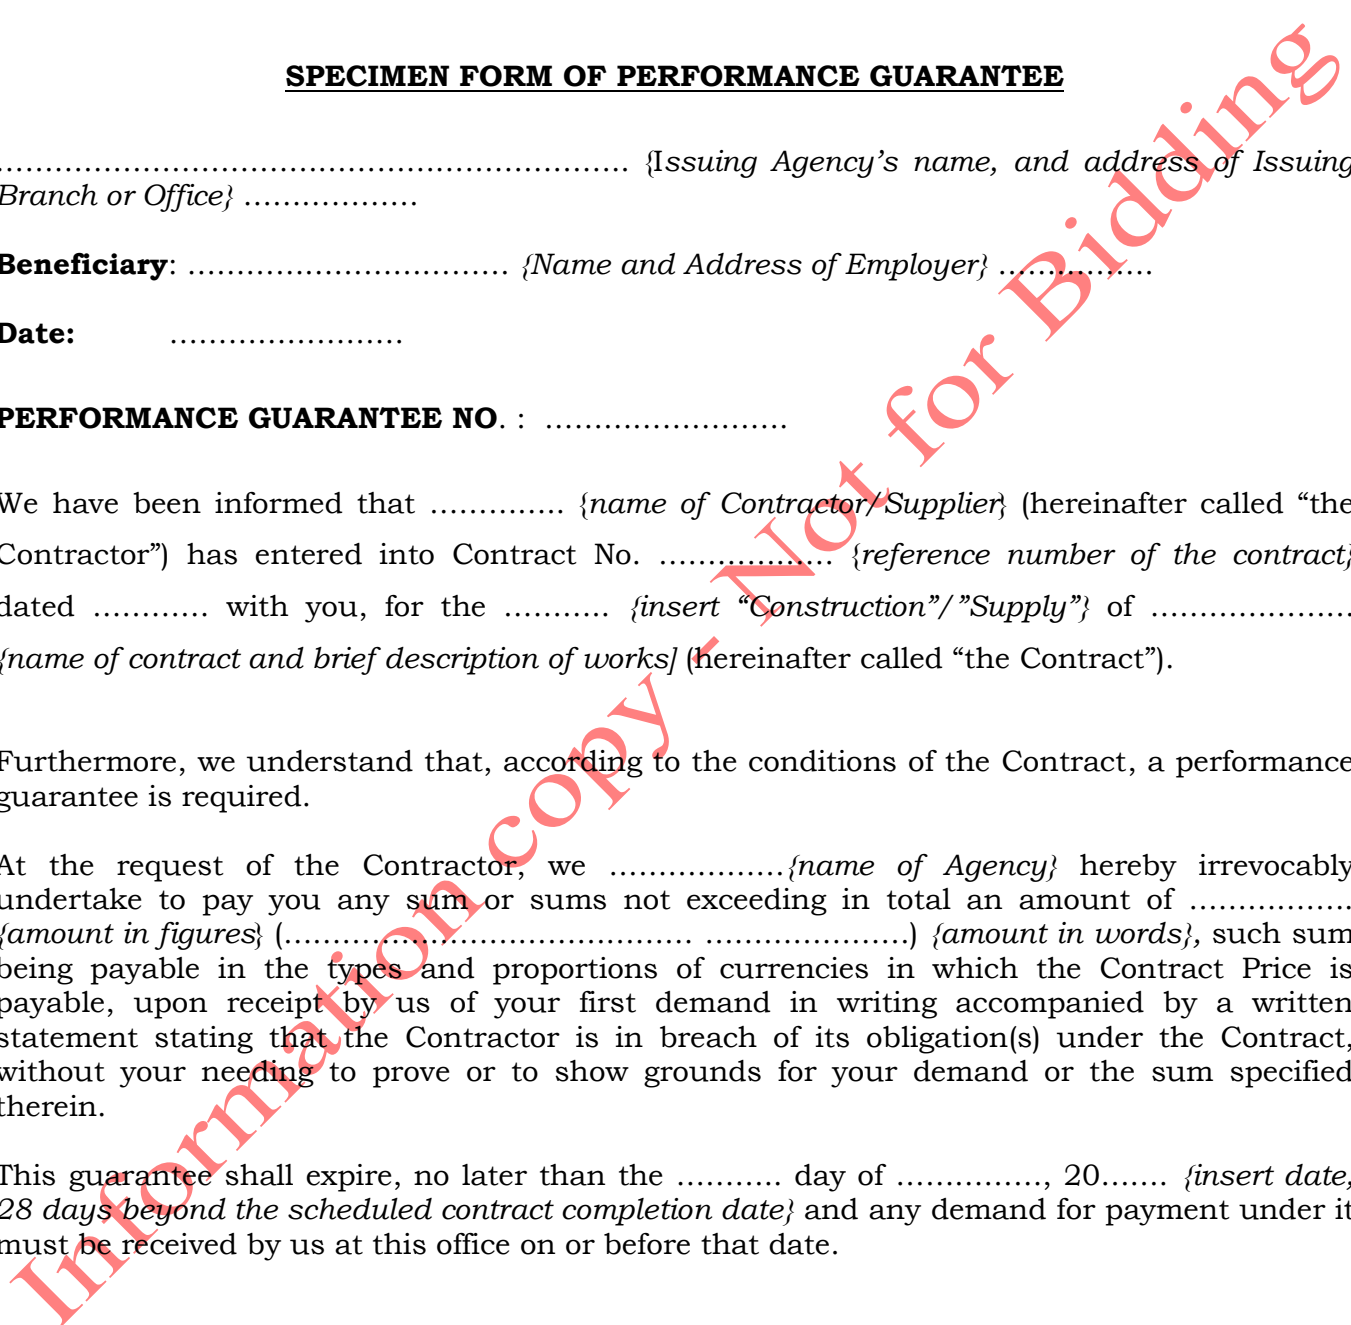 SPECIMEN FORM OF PERFORMANCE GUARANTEE
……………………………………………………….. {Issuing Agency’s name, and address of Issuing
Branch or Office} ………………
Beneficiary: …………………………… {Name and Address of Employer} …………….
Date: ……………………
PERFORMANCE GUARANTEE NO. : …………………….
We have been informed that ………….. {name of Contractor/Supplier} (hereinafter called “the
Contractor”) has entered into Contract No. ……………… {reference number of the contract}
dated ………… with you, for the ……….. {insert “Construction”/”Supply”} of …………………
{name of contract and brief description of works] (hereinafter called “the Contract”).
Furthermore, we understand that, according to the conditions of the Contract, a performance
guarantee is required.
At the request of the Contractor, we ………………{name of Agency} hereby irrevocably
undertake to pay you any sum or sums not exceeding in total an amount of ……………..
{amount in figures} (…………………………………… …………………) {amount in words}, such sum
being payable in the types and proportions of currencies in which the Contract Price is
payable, upon receipt by us of your first demand in writing accompanied by a written
statement stating that the Contractor is in breach of its obligation(s) under the Contract,
without your needing to prove or to show grounds for your demand or the sum specified
therein.
This guarantee shall expire, no later than the ……….. day of ……………, 20……. {insert date,
28 days beyond the scheduled contract completion date} and any demand for payment under it
must be received by us at this office on or before that date.
Information copy - Not for Bidding